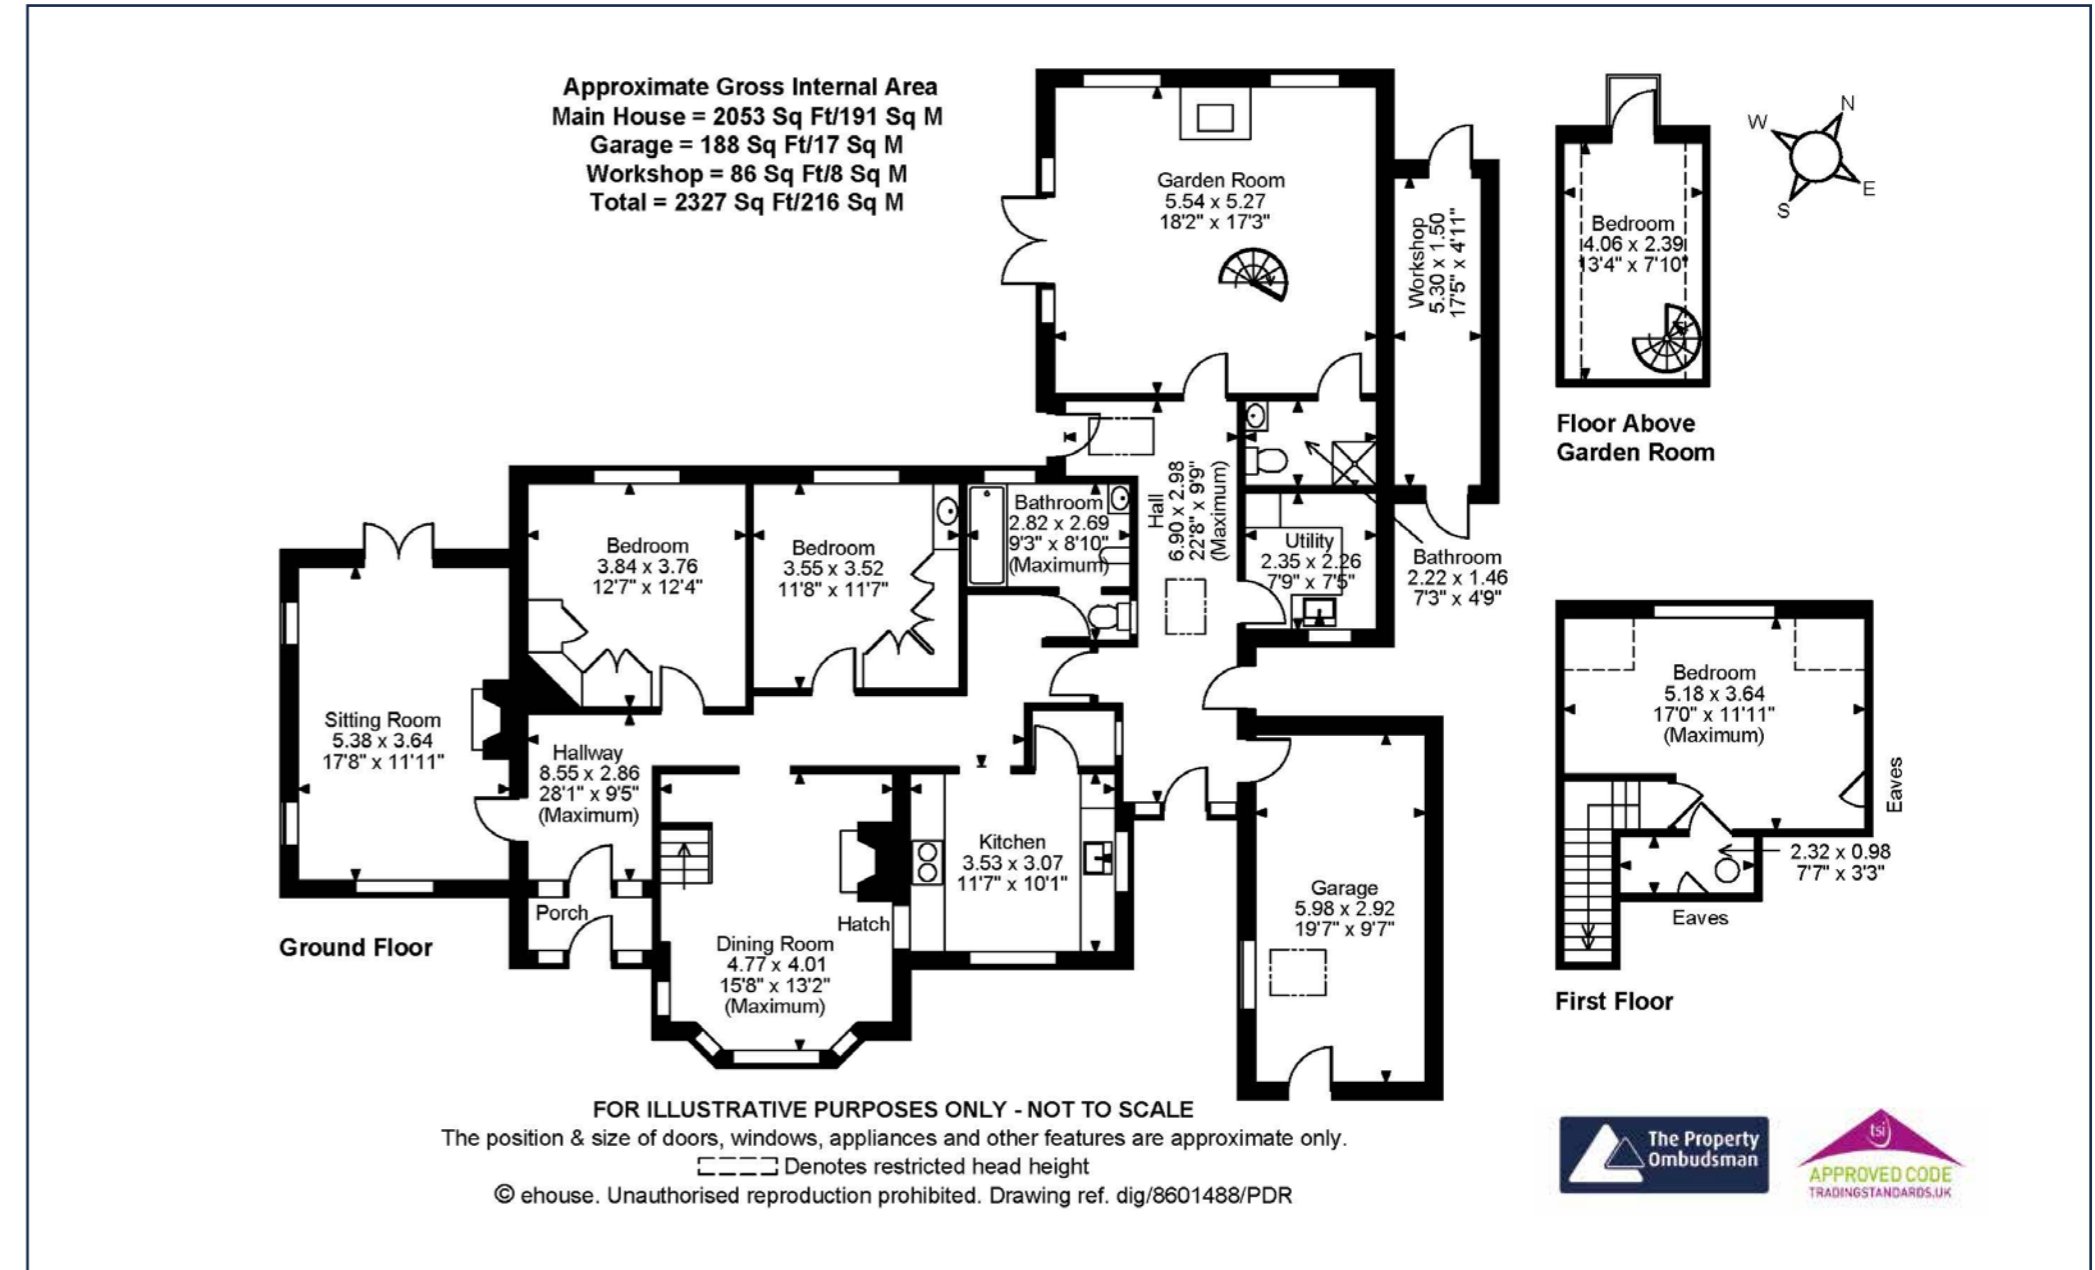 Approximate Gross Internal Area
Main House = 2053 Sq Ft/191 Sq M
Garage = 188 Sq Ft/17 Sq M
Workshop = 86 Sq Ft/8 Sq M
Total = 2327 Sq Ft/216 Sq M
Garden Room
5.54 x 5.27
18'2" x 17'3"
Workshop
5.30 x 1.50
17'5" x 4'11"
Bedroom
4.06 x 2.39
13'4" x 7'10"
N
W
E
S
Floor Above
Garden Room
Hall
6.90 x 2.98
22'8" x 9'9"
(Maximum)
Bathroom
2.82 x 2.69
9'3" x 8'10"
(Maximum)
Utility
2.35 x 2.26
7'9" x 7'5"
Bathroom
2.22 x 1.46
7'3" x 4'9"
Bedroom
3.84 x 3.76
12'7" x 12'4"
Bedroom
3.55 x 3.52
11'8" x 11'7"
Sitting Room
5.38 x 3.64
17'8" x 11'11"
Hallway
8.55 x 2.86
28'1" x 9'5"
(Maximum)
Kitchen
3.53 x 3.07
11'7" x 10'1"
Porch
Hatch
Dining Room
4.77 x 4.01
15'8" x 13'2"
(Maximum)
Garage
5.98 x 2.92
19'7" x 9'7"
Ground Floor
Bedroom
5.18 x 3.64
17'0" x 11'11"
(Maximum)
Eaves
2.32 x 0.98
7'7" x 3'3"
Eaves
First Floor
FOR ILLUSTRATIVE PURPOSES ONLY - NOT TO SCALE
The position & size of doors, windows, appliances and other features are approximate only.
Denotes restricted head height
© ehouse. Unauthorised reproduction prohibited. Drawing ref. dig/8601488/PDR
The Property
Ombudsman
tsi
APPROVED CODE
TRADINGSTANDARDS.UK